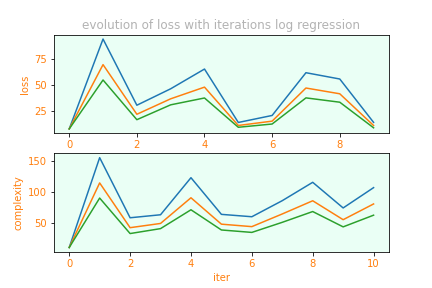 evolution of loss with iterations log regression
75
50
25
loss
0 2 4 6 8
150
100
50
complexity
0 2 4 6 8 10
iter